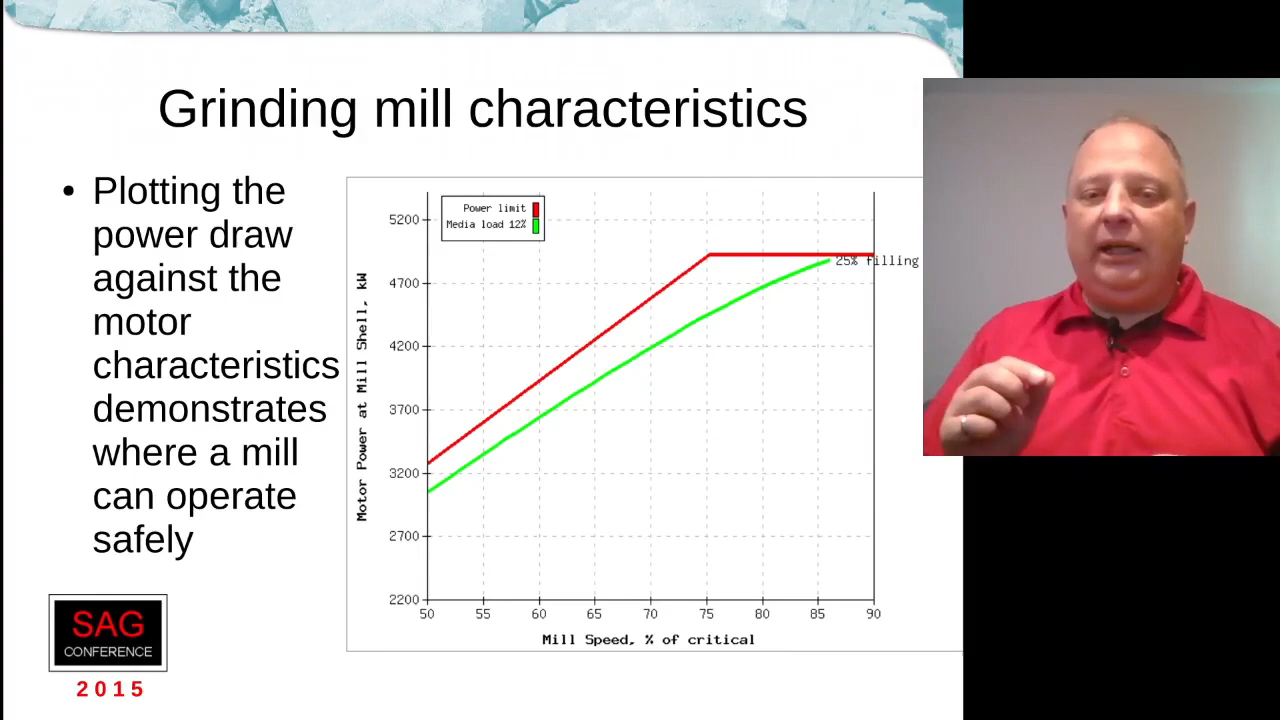 Grinding mill characteristics
• Plotting the
power draw
against the
motor
characteristics
demonstrates
where a mill
can operate
safely
Power limit
Media load 12%
5200
4700
4200
3700
3200
2700
2200
Motor Power at Mill Shell, kW
25% filling
50 55 60 65 70 75 80 85 90
Mill Speed, % of critical
SAG
CONFERENCE
2015